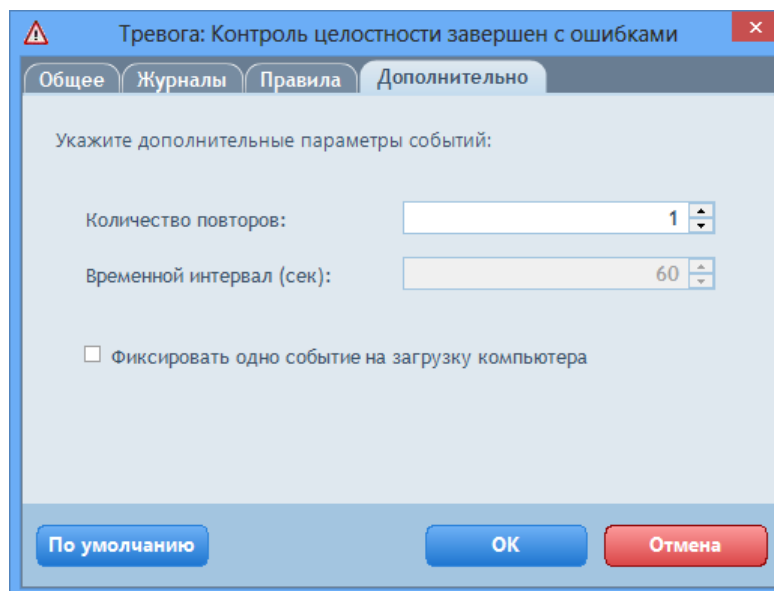 Тревога: Контроль целостности завершен с ошибками
Общее Журналы Правила Дополнительно
Укажите дополнительные параметры событий:
Количество повторов: 1
Временной интервал (сек): 60
Фиксировать одно событие на загрузку компьютера
По умолчанию ОК Отмена